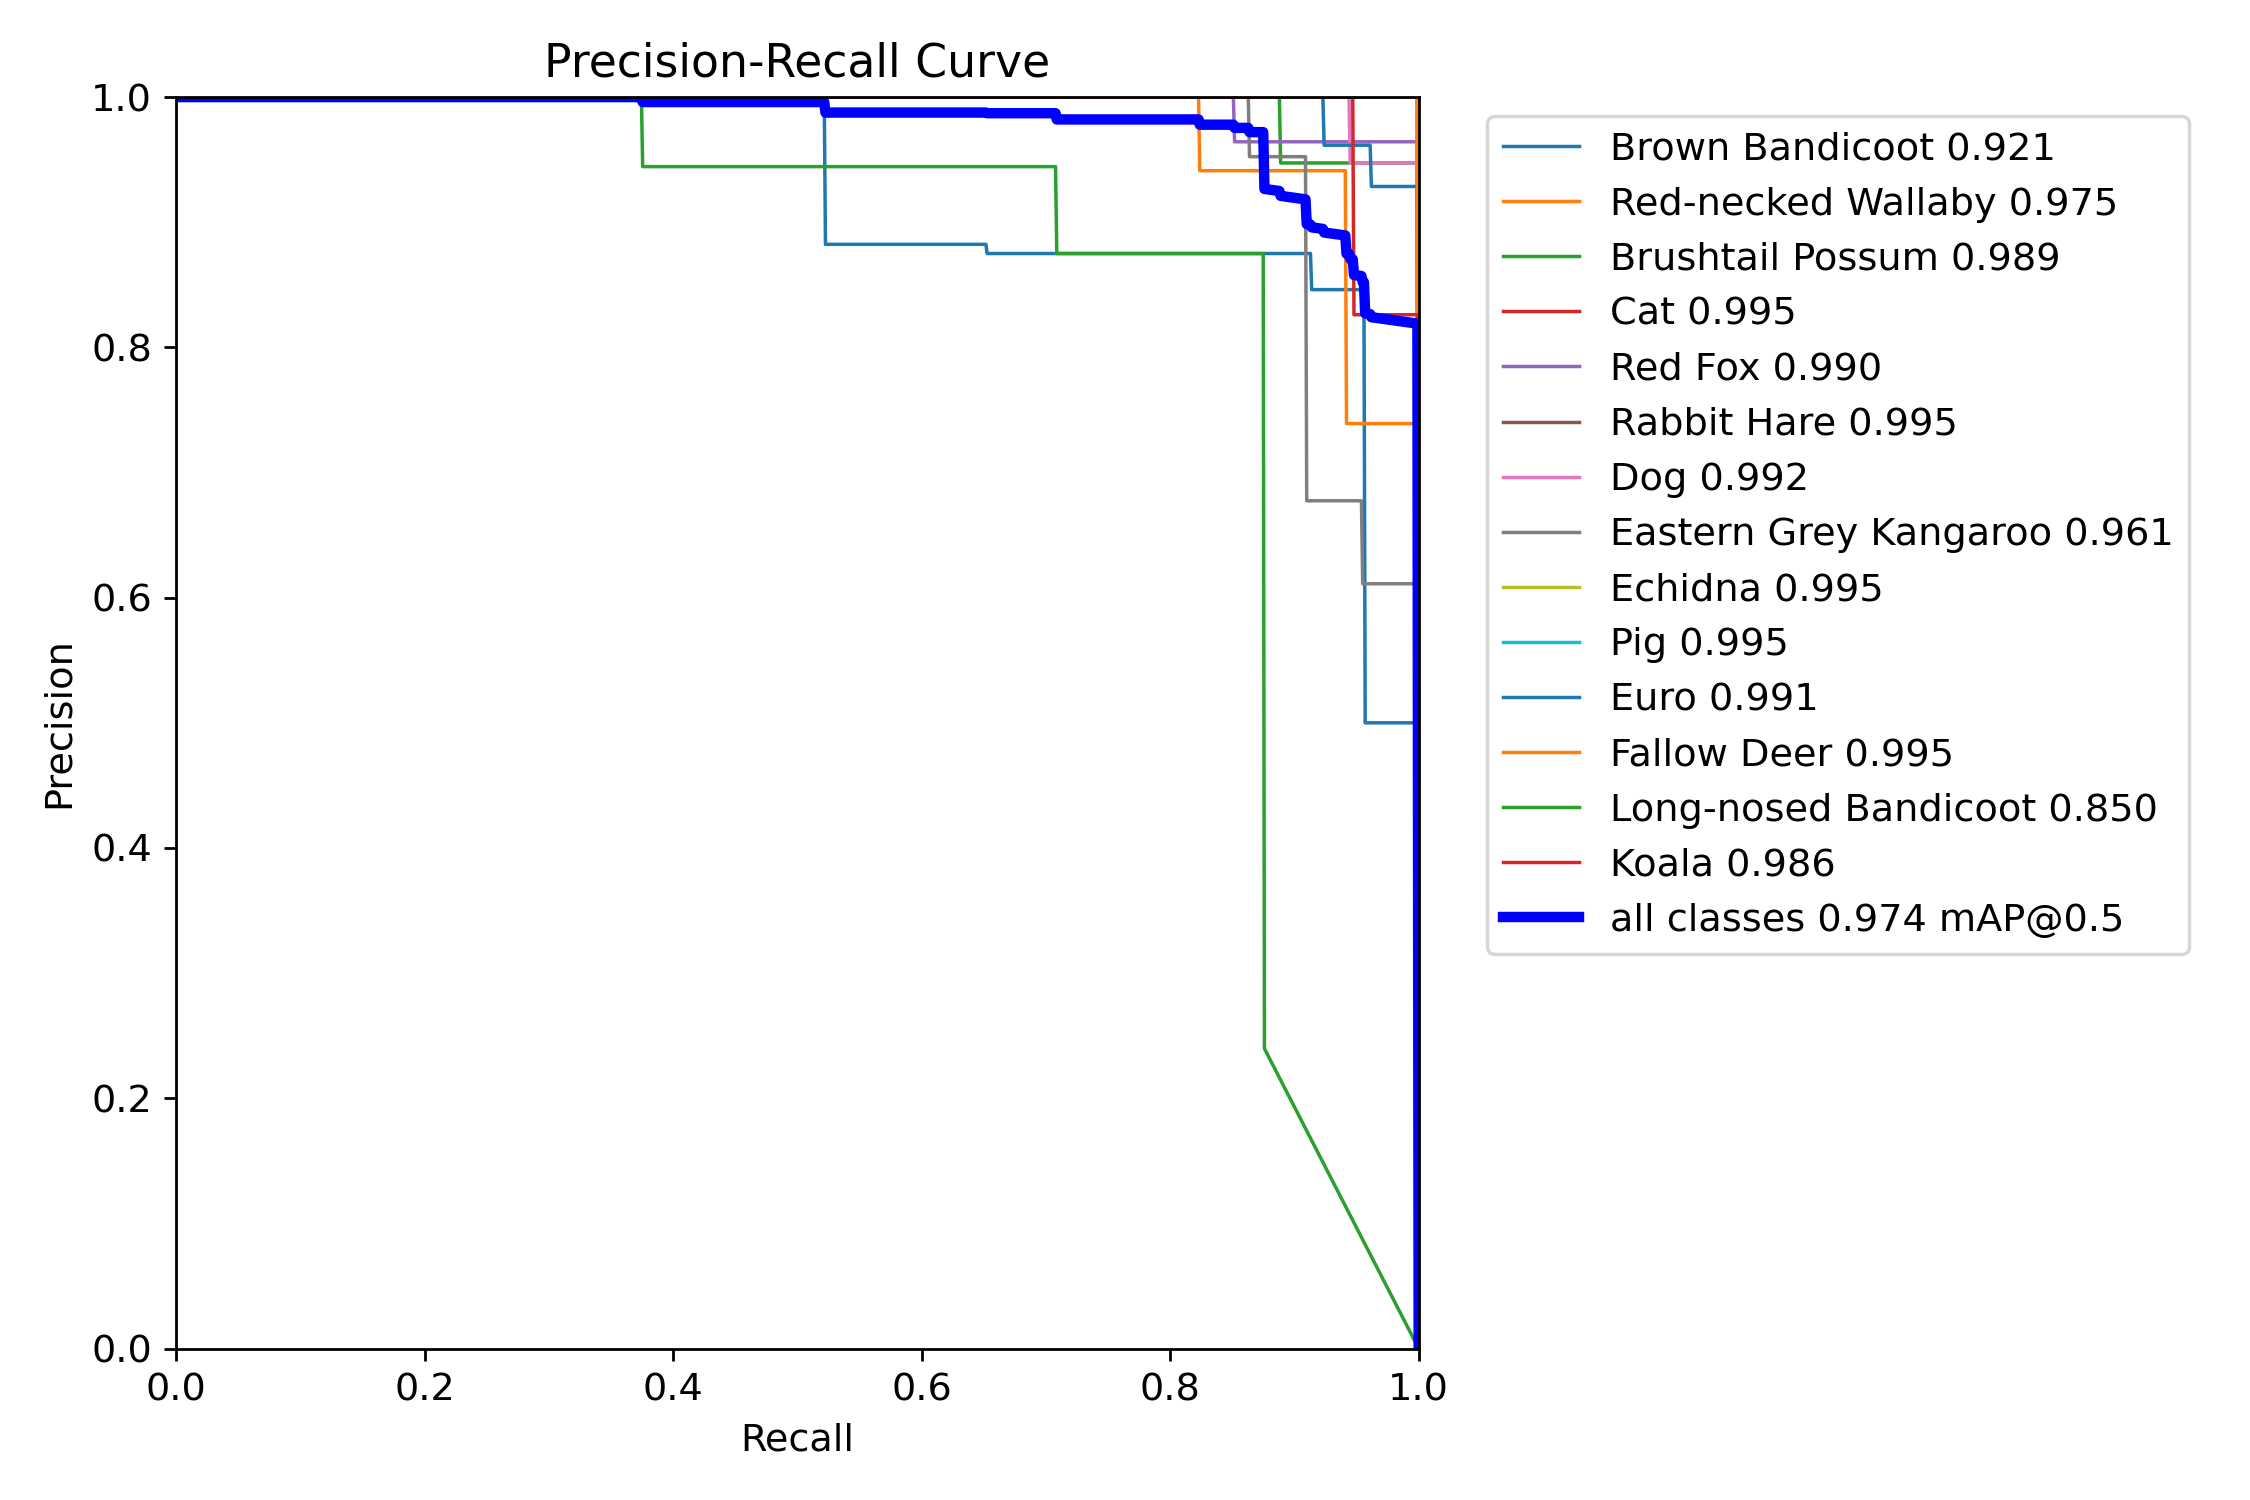 Precision-Recall Curve
1.0
0.8
0.6
0.4
0.2
0.0
Precision
0.0 0.2 0.4 0.6 0.8 1.0
Recall
Brown Bandicoot 0.921
Red-necked Wallaby 0.975
Brushtail Possum 0.989
Cat 0.995
Red Fox 0.990
Rabbit Hare 0.995
Dog 0.992
Eastern Grey Kangaroo 0.961
Echidna 0.995
Pig 0.995
Euro 0.991
Fallow Deer 0.995
Long-nosed Bandicoot 0.850
Koala 0.986
all classes 0.974 mAP@0.5